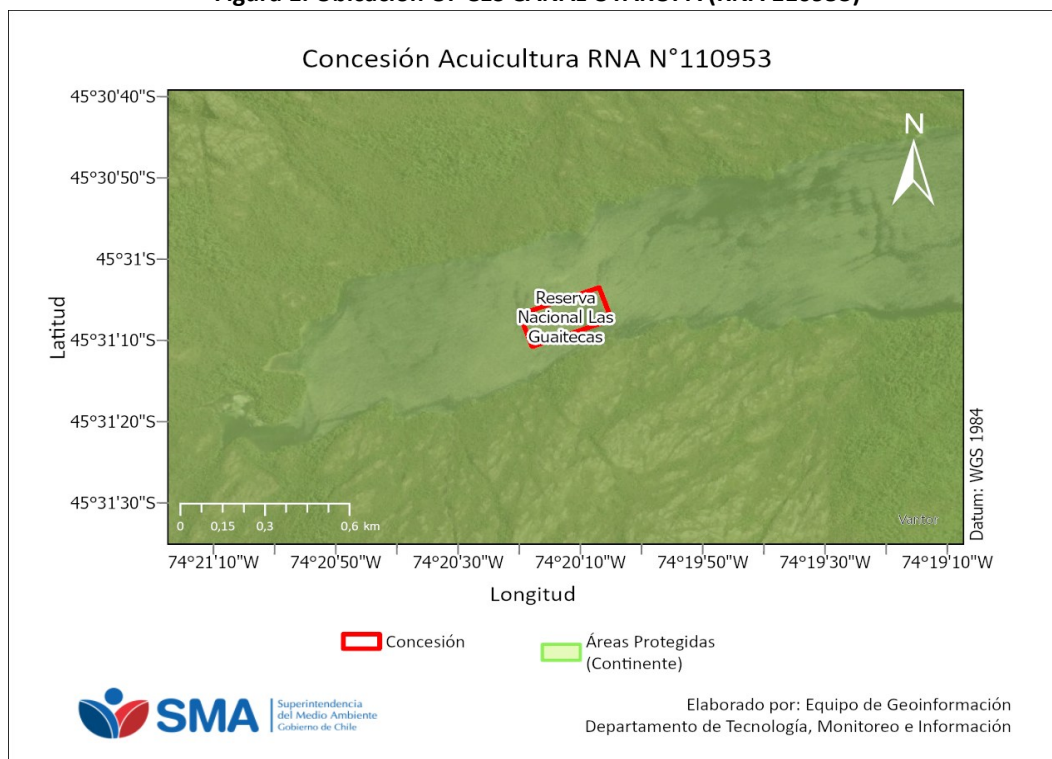 Concesión Acuicultura RNA N°110953
45°30'40"S
45°30'50"S
45°31'S
45°31'10"S
45°31'20"S
45°31'30"S
Latitud
N
Reserva
Nacional Las
Guaitecas
Datum: WGS 1984
Vantor
0 0,15 0,3 0,6 km
74°21'10"W 74°20'50"W 74°20'30"W 74°20'10"W 74°19'50"W 74°19'30"W 74°19'10"W
Longitud
Concesión
Áreas Protegidas
(Continente)
SMA
Superintendencia
del Medio Ambiente
Gobierno de Chile
Elaborado por: Equipo de Geoinformación
Departamento de Tecnología, Monitoreo e Información